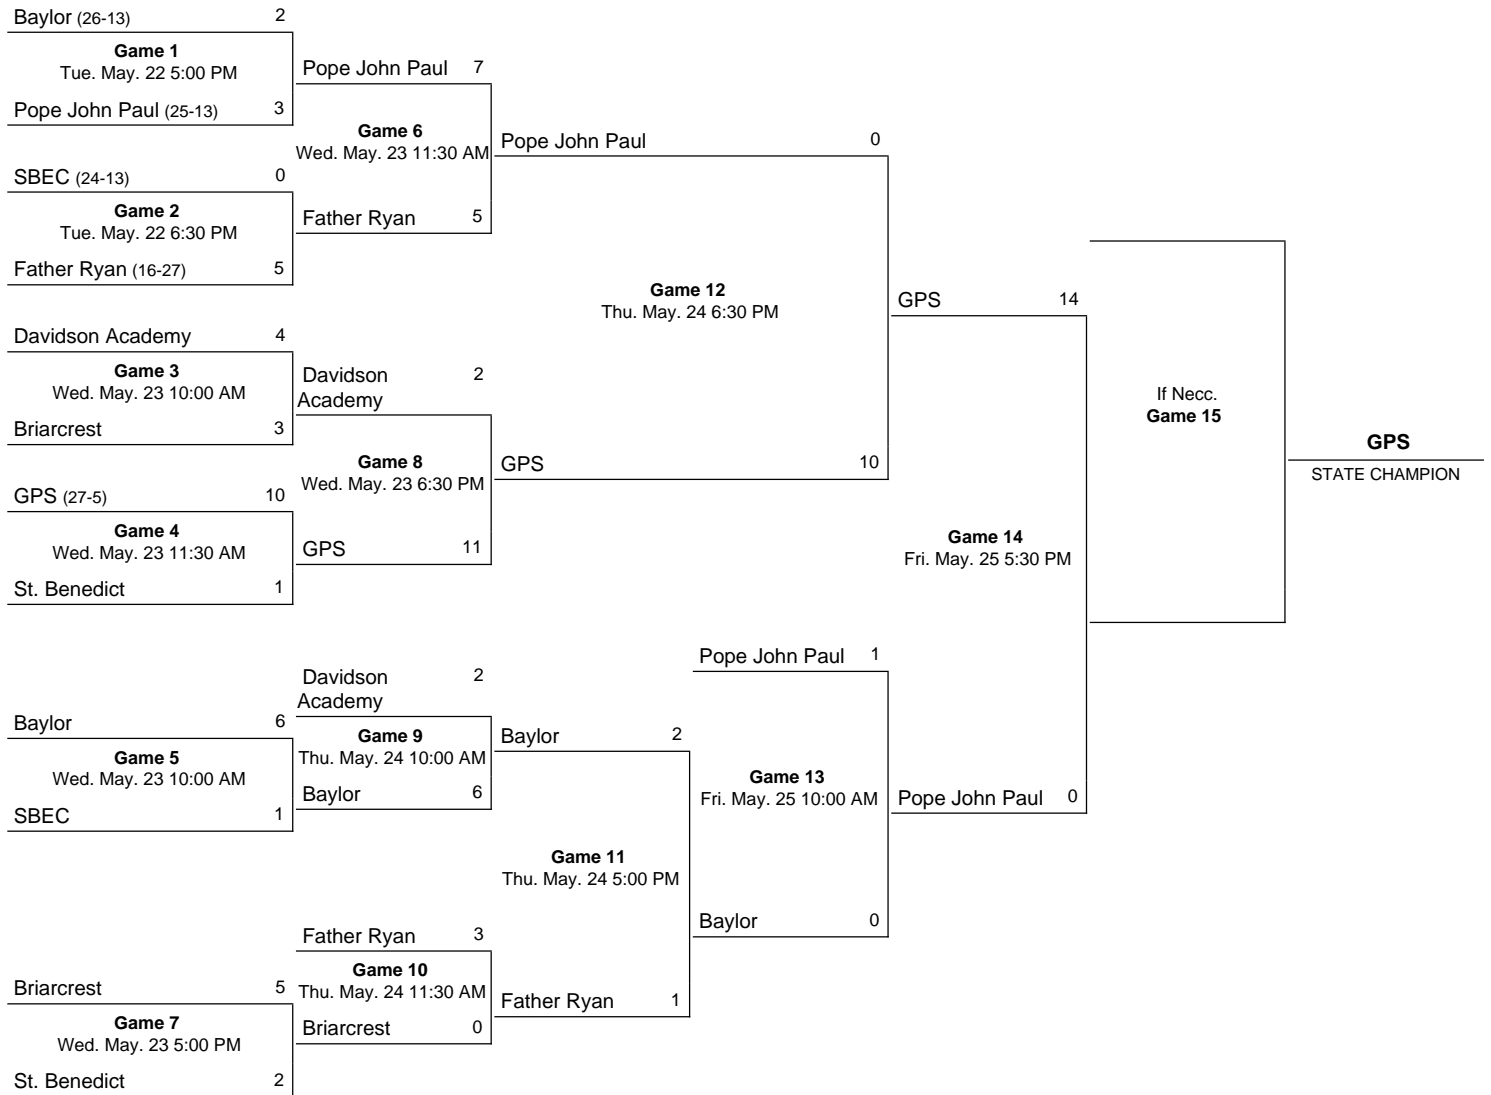 Baylor (26-13) 2
Game 1
Tue. May. 22 5:00 PM
Pope John Paul (25-13) 3
SBEC (24-13) 0
Game 2
Tue. May. 22 6:30 PM
Father Ryan (16-27) 5
Davidson Academy 4
Game 3
Wed. May. 23 10:00 AM
Briarcrest 3
GPS (27-5) 10
Game 4
Wed. May. 23 11:30 AM
St. Benedict 1
Baylor 6
Game 5
Wed. May. 23 10:00 AM
SBEC 1
Briarcrest 5
Game 7
Wed. May. 23 5:00 PM
St. Benedict 2
Pope John Paul 7
Game 6
Wed. May. 23 11:30 AM
Father Ryan 5
Davidson 2
Academy
Game 8
Wed. May. 23 6:30 PM
GPS 11
Davidson 2
Academy
Game 9
Thu. May. 24 10:00 AM
Baylor 6
Father Ryan 3
Game 10
Thu. May. 24 11:30 AM
Briarcrest 0
Pope John Paul 0
Game 12
Thu. May. 24 6:30 PM
GPS 10
Baylor 2
Game 11
Thu. May. 24 5:00 PM
Father Ryan 1
Pope John Paul 1
Game 13
Fri. May. 25 10:00 AM
Baylor 0
GPS 14
Game 14
Fri. May. 25 5:30 PM
Pope John Paul 0
If Necc.
Game 15
GPS
STATE CHAMPION